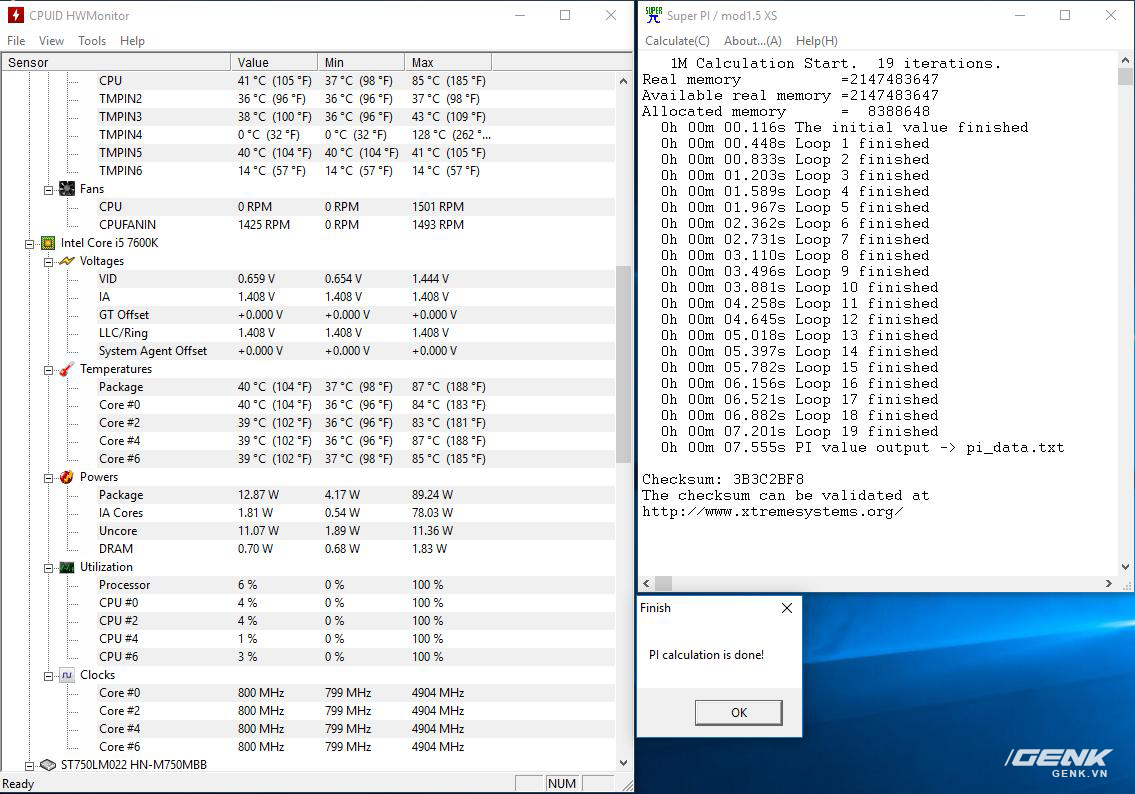 CPUID HWMonitor
File View Tools Help
Sensor Value Min Max
CPU 41 °C (105 °F) 37 °C (98 °F) 85 °C (185 °F)
TMPIN2 36 °C (96 °F) 36 °C (96 °F) 37 °C (98 °F)
TMPIN3 38 °C (100 °F) 36 °C (96 °F) 43 °C (109 °F)
TMPIN4 0 °C (32 °F) 0 °C (32 °F) 128 °C (262 °...
TMPIN5 40 °C (104 °F) 40 °C (104 °F) 41 °C (105 °F)
TMPIN6 14 °C (57 °F) 14 °C (57 °F) 14 °C (57 °F)
Fans
CPU 0 RPM 0 RPM 1501 RPM
CPUFANIN 1425 RPM 0 RPM 1493 RPM
Intel Core i5 7600K
Voltages
VID 0.659 V 0.654 V 1.444 V
IA 1.408 V 1.408 V 1.408 V
GT Offset +0.000 V +0.000 V +0.000 V
LLC/Ring 1.408 V 1.408 V 1.408 V
System Agent Offset +0.000 V +0.000 V +0.000 V
Temperatures
Package 40 °C (104 °F) 37 °C (98 °F) 87 °C (188 °F)
Core #0 40 °C (104 °F) 36 °C (96 °F) 84 °C (183 °F)
Core #2 39 °C (102 °F) 36 °C (96 °F) 83 °C (181 °F)
Core #4 39 °C (102 °F) 36 °C (96 °F) 87 °C (188 °F)
Core #6 39 °C (102 °F) 37 °C (98 °F) 85 °C (185 °F)
Powers
Package 12.87 W 4.17 W 89.24 W
IA Cores 1.81 W 0.54 W 78.03 W
Uncore 11.07 W 1.89 W 11.36 W
DRAM 0.70 W 0.68 W 1.83 W
Utilization
Processor 6 % 0 % 100 %
CPU #0 4 % 0 % 100 %
CPU #2 4 % 0 % 100 %
CPU #4 1 % 0 % 100 %
CPU #6 3 % 0 % 100 %
Clocks
Core #0 800 MHz 799 MHz 4904 MHz
Core #2 800 MHz 799 MHz 4904 MHz
Core #4 800 MHz 799 MHz 4904 MHz
Core #6 800 MHz 799 MHz 4904 MHz
ST750LM022 HN-M750MBB
Ready NUM
SUPER π Super PI / mod1.5 XS
Calculate(C) About...(A) Help(H)
1M Calculation Start. 19 iterations.
Real memory =2147483647
Available real memory =2147483647
Allocated memory = 8388648
0h 00m 00.116s The initial value finished
0h 00m 00.448s Loop 1 finished
0h 00m 00.833s Loop 2 finished
0h 00m 01.203s Loop 3 finished
0h 00m 01.589s Loop 4 finished
0h 00m 01.967s Loop 5 finished
0h 00m 02.362s Loop 6 finished
0h 00m 02.731s Loop 7 finished
0h 00m 03.110s Loop 8 finished
0h 00m 03.496s Loop 9 finished
0h 00m 03.881s Loop 10 finished
0h 00m 04.258s Loop 11 finished
0h 00m 04.645s Loop 12 finished
0h 00m 05.018s Loop 13 finished
0h 00m 05.397s Loop 14 finished
0h 00m 05.782s Loop 15 finished
0h 00m 06.156s Loop 16 finished
0h 00m 06.521s Loop 17 finished
0h 00m 06.882s Loop 18 finished
0h 00m 07.201s Loop 19 finished
0h 00m 07.555s PI value output -> pi_data.txt
Checksum: 3B3C2BF8
The checksum can be validated at
http://www.xtremesystems.org/
Finish
PI calculation is done!
OK
GENK
GENK.VN